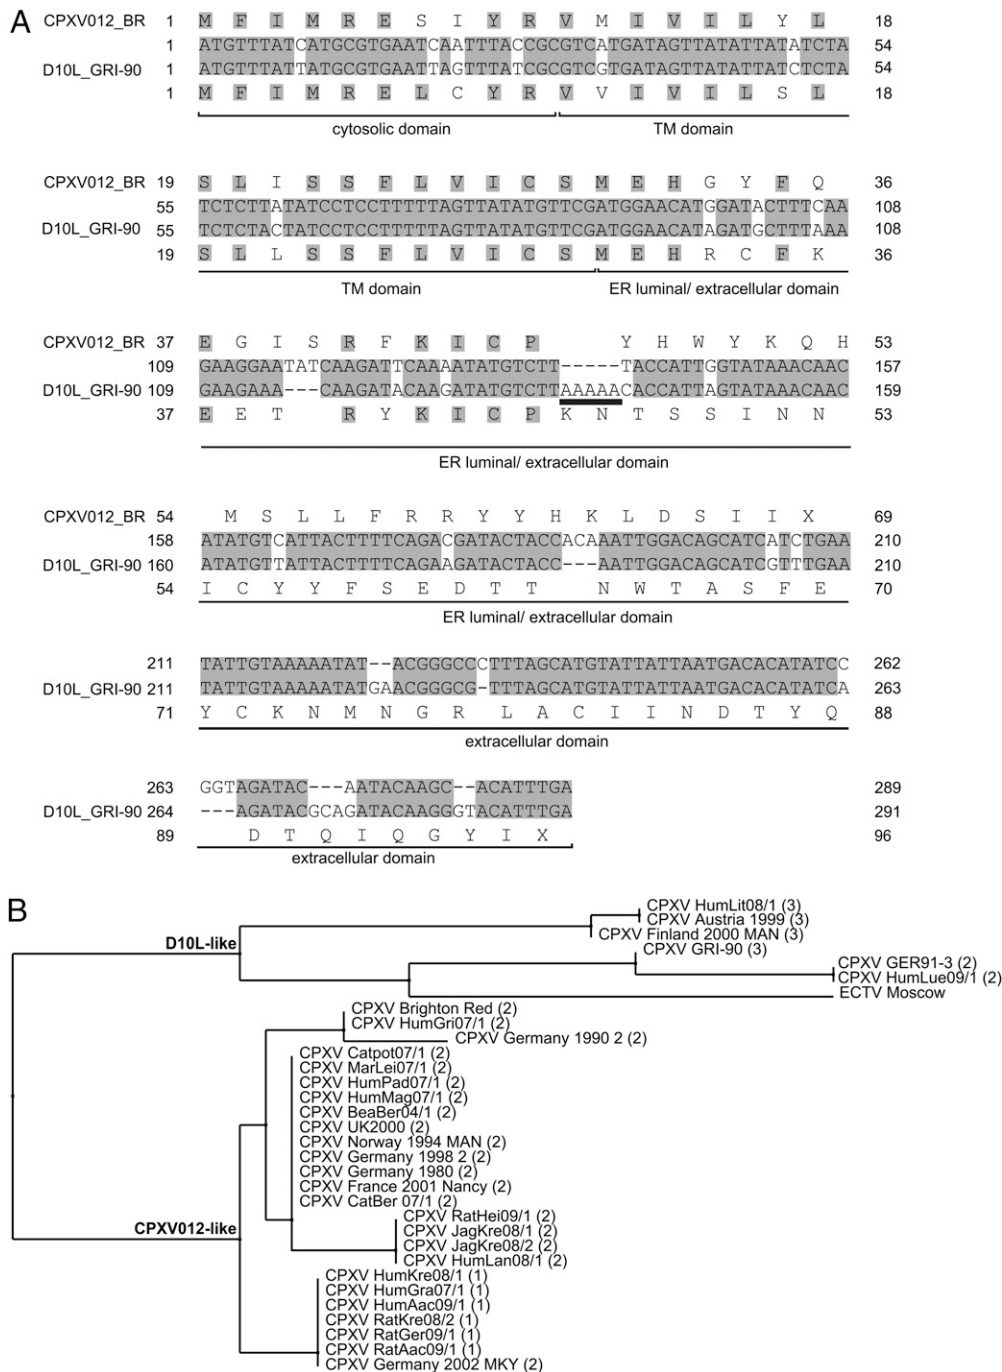 A
CPXV012_BR 1 M F I M R E S I Y R V M I V I L Y L 18
1 ATGTTTATCATGCGTGAATCAATTTACCGCGTCATGATAGTTATATTATATCTA 54
D10L_GRI-90 1 ATGTTTATTATGCGTGAATTAGTTTATCGCGTCGTGATAGTTATATTATCTCTA 54
1 M F I M R E L C Y R V V I V I L S L 18
cytosolic domain TM domain
CPXV012_BR 19 S L I S S F L V I C S M E H G Y F Q 36
55 TCTCTTATATCCTCCTTTTTAGTTATATGTTCGATGGAACATGGATACTTTCAA 108
D10L_GRI-90 55 TCTCTACTATCCTCCTTTTTAGTTATATGTTCGATGGAACATAGATGCTTTAAA 108
19 S L L S S F L V I C S M E H R C F K 36
TM domain ER luminal/ extracellular domain
CPXV012_BR 37 E G I S R F K I C P Y H W Y K Q H 53
109 GAAGGAATATCAAGATTCAAAATATGTCTT-----TACCATTGGTATAAACAAC 157
D10L_GRI-90 109 GAAGAAA---CAAGATACAAGATATGTCTTAAAAACACCATTAGTATAAACAAC 159
37 E E T R Y K I C P K N T S S I N N 53
ER luminal/ extracellular domain
CPXV012_BR 54 M S L L F R R Y Y H K L D S I I X 69
158 ATATGTCATTACTTTTCAGACGATACTACCACAAATTGGACAGCATCATCTGAA 210
D10L_GRI-90 160 ATATGTTATTACTTTTCAGAAGATACTACC---AATTGGACAGCATCGTTTGAA 210
54 I C Y Y F S E D T T N W T A S F E 70
ER luminal/ extracellular domain
211 TATTGTAAAAATAT--ACGGGCCCTTTAGCATGTATTATTAATGACACATATCC 262
D10L_GRI-90 211 TATTGTAAAAATATGAACGGGCG-TTTAGCATGTATTATTAATGACACATATCA 263
71 Y C K N M N G R L A C I I N D T Y Q 88
extracellular domain
263 GGTAGATAC---AATACAAGC--ACATTTGA 289
D10L_GRI-90 264 ---AGATACGCAGATACAAGGGTACATTTGA 291
89 D T Q I Q G Y I X 96
extracellular domain
B
CPXV HumLit08/1 (3)
CPXV Austria 1999 (3)
D10L-like
CPXV Finland 2000 MAN (3)
CPXV GRI-90 (3)
CPXV GER91-3 (2)
CPXV HumLue09/1 (2)
ECTV Moscow
CPXV Brighton Red (2)
CPXV HumGri07/1 (2)
CPXV Germany 1990 2 (2)
CPXV Catpot07/1 (2)
CPXV MarLei07/1 (2)
CPXV HumPad07/1 (2)
CPXV HumMag07/1 (2)
CPXV BeaBer04/1 (2)
CPXV UK2000 (2)
CPXV Norway 1994 MAN (2)
CPXV Germany 1998 2 (2)
CPXV Germany 1980 (2)
CPXV France 2001 Nancy (2)
CPXV CatBer 07/1 (2)
CPXV RatHei09/1 (2)
CPXV012-like
CPXV JagKre08/1 (2)
CPXV JagKre08/2 (2)
CPXV HumLan08/1 (2)
CPXV HumKre08/1 (1)
CPXV HumGra07/1 (1)
CPXV HumAac09/1 (1)
CPXV RatKre08/2 (1)
CPXV RatGer09/1 (1)
CPXV RatAac09/1 (1)
CPXV Germany 2002 MKY (2)